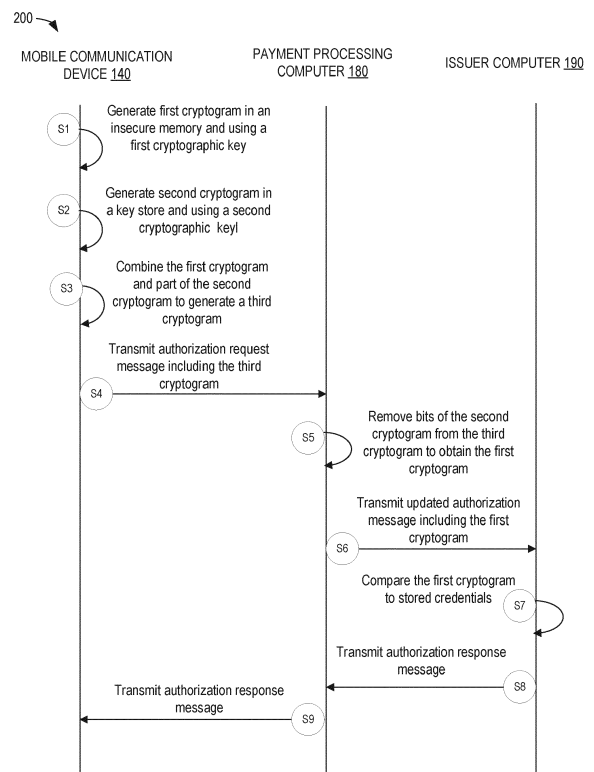 200
MOBILE COMMUNICATION
DEVICE 140
PAYMENT PROCESSING
COMPUTER 180
ISSUER COMPUTER 190
S1
Generate first cryptogram in an
insecure memory and using a
first cryptographic key
S2
Generate second cryptogram in
a key store and using a second
cryptographic keyl
S3
Combine the first cryptogram
and part of the second
cryptogram to generate a third
cryptogram
Transmit authorization request
message including the third
cryptogram
S4
S5
Remove bits of the second
cryptogram from the third
cryptogram to obtain the first
cryptogram
Transmit updated authorization
message including the first
cryptogram
S6
Compare the first cryptogram
to stored credentials
S7
Transmit authorization response
message
S8
Transmit authorization response
message
S9